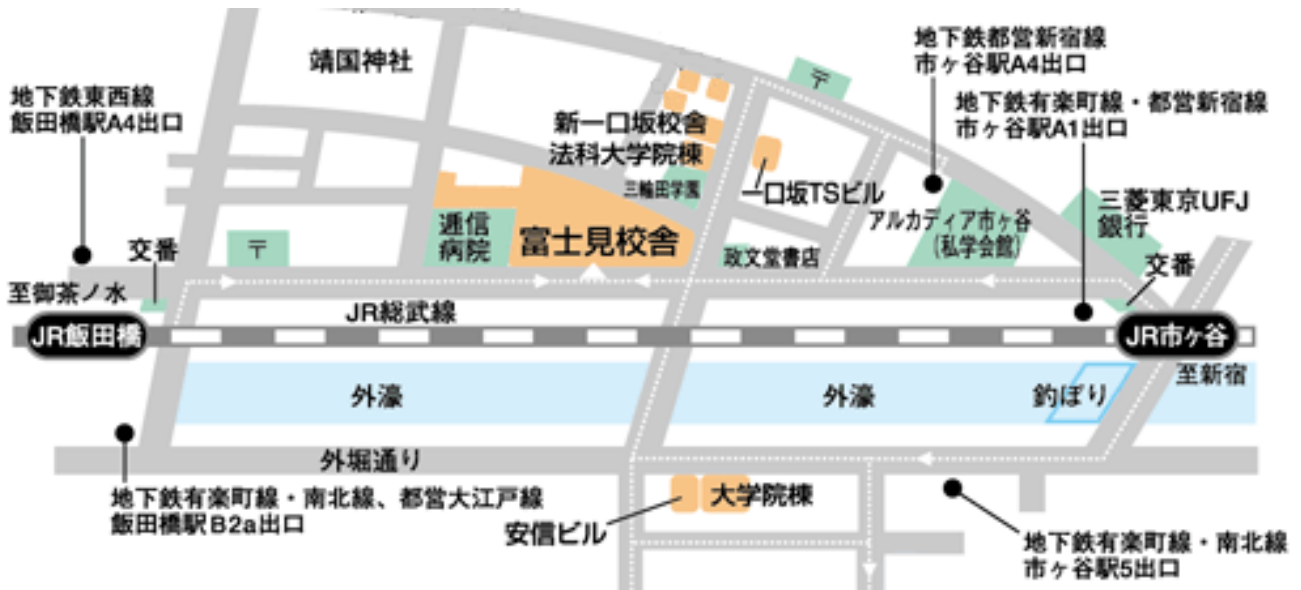 地下鉄都営新宿線
市ヶ谷駅A4出口
靖国神社
〒
地下鉄東西線
飯田橋駅A4出口
地下鉄有楽町線・都営新宿線
市ヶ谷駅A1出口
新一口坂校舎
法科大学院棟
三輪田学園
一口坂TSビル
三菱東京UFJ
銀行
アルカディア市ヶ谷
(私学会館)
逓信
病院
富士見校舎
政文堂書店
交番
〒
交番
至御茶ノ水
JR総武線
JR飯田橋
JR市ヶ谷
至新宿
外濠
外濠
釣ぼり
外堀通り
地下鉄有楽町線・南北線、都営大江戸線
飯田橋駅B2a出口
大学院棟
安信ビル
地下鉄有楽町線・南北線
市ヶ谷駅5出口